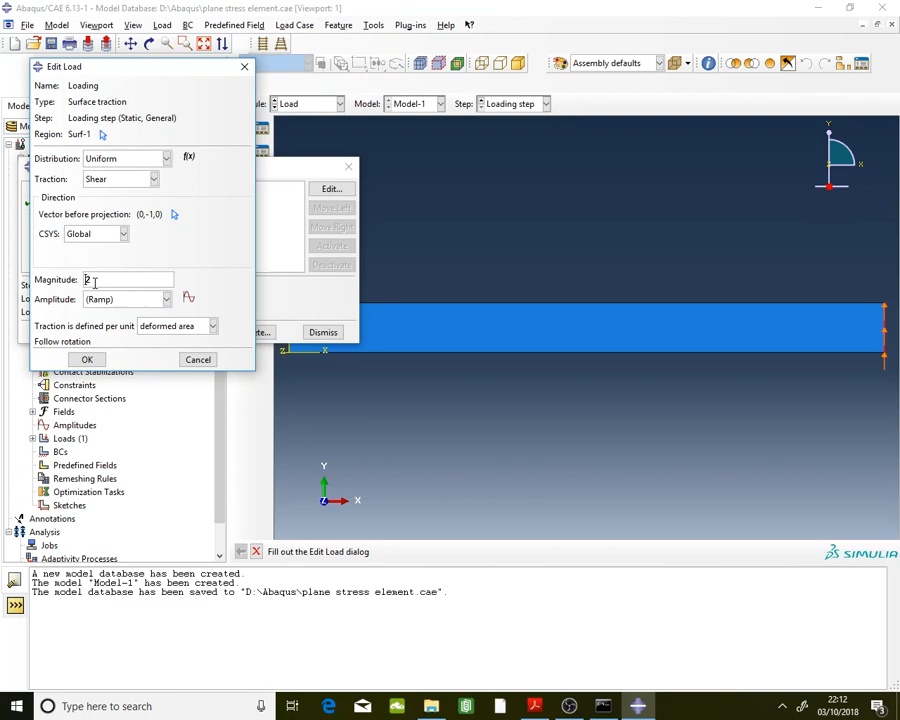 Abaqus/CAE 6.13-1 - Model Database: D:\Abaqus\plane stress element.cae [Viewport: 1]
File Model Viewport View Load BC Predefined Field Load Case Feature Tools Plug-ins Help
Assembly defaults
Load Model: Model-1 Step: Loading step
Edit Load
Name: Loading
Type: Surface traction
Step: Loading step (Static, General)
Region: Surf-1
Distribution: Uniform f(x)
Traction: Shear
Direction
Vector before projection: (0,-1,0)
CSYS: Global
Magnitude: 2
Amplitude: (Ramp)
Traction is defined per unit deformed area
Follow rotation
OK Cancel
Edit...
Move Left
Move Right
Activate
Deactivate
Dismiss
Contact Stabilizations
Constraints
Connector Sections
Fields
Amplitudes
Loads (1)
BCs
Predefined Fields
Remeshing Rules
Optimization Tasks
Sketches
Annotations
Analysis
Jobs
Adaptivity Processes
Y
X
Z X
Y
Z X
Fill out the Edit Load dialog
SIMULIA
A new model database has been created.
The model "Model-1" has been created.
The model database has been saved to "D:\Abaqus\plane stress element.cae".
Type here to search
22:12
03/10/2018
3